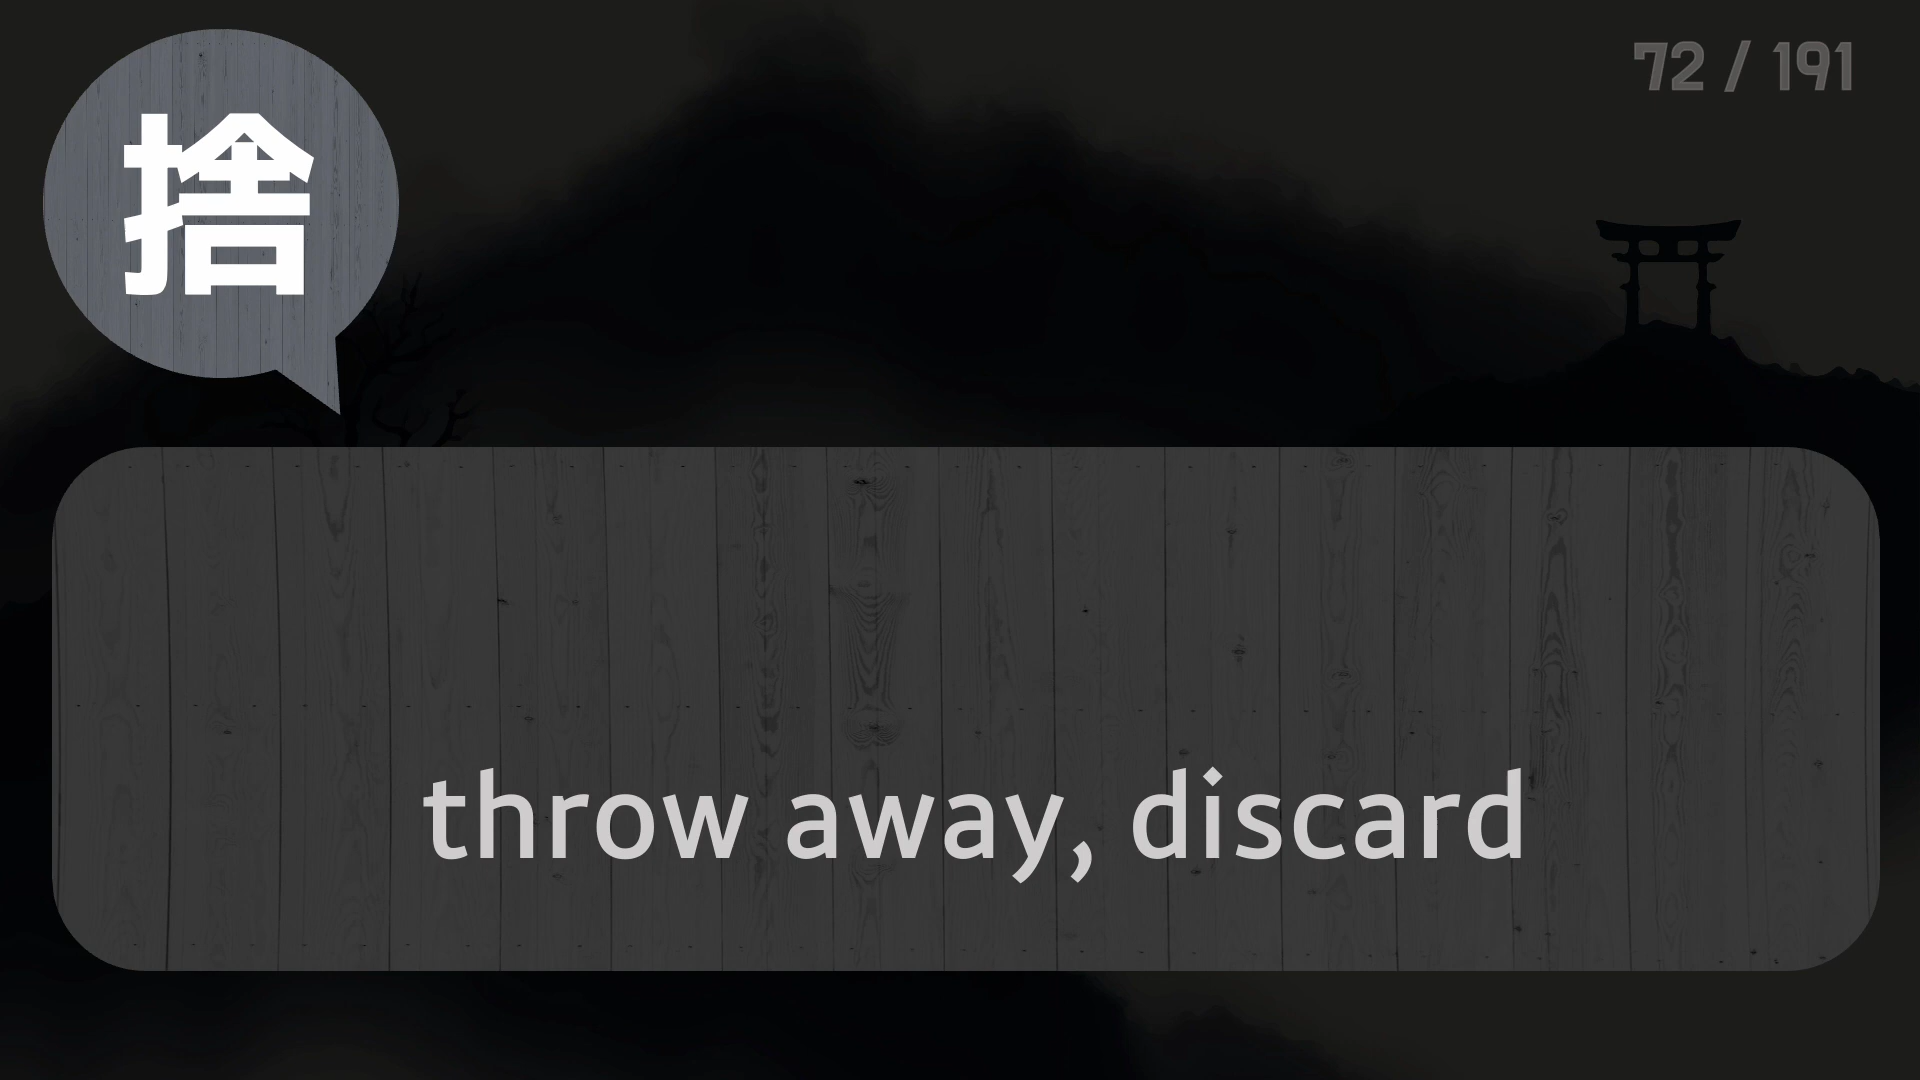 捨
72 / 191
throw away, discard